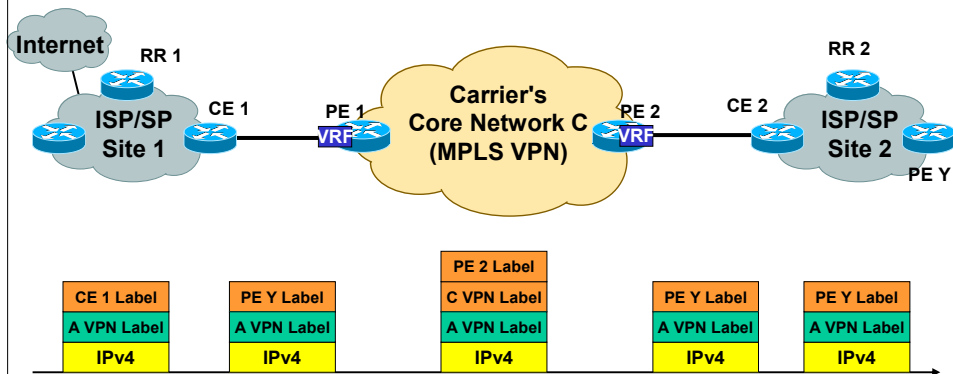 Internet
RR 1
RR 2
CE 1
PE 1
Carrier's
Core Network C
(MPLS VPN)
PE 2
CE 2
ISP/SP
Site 1
VRF
VRF
ISP/SP
Site 2
PE Y
PE 2 Label
CE 1 Label
PE Y Label
C VPN Label
PE Y Label
PE Y Label
A VPN Label
A VPN Label
A VPN Label
A VPN Label
A VPN Label
IPv4
IPv4
IPv4
IPv4
IPv4